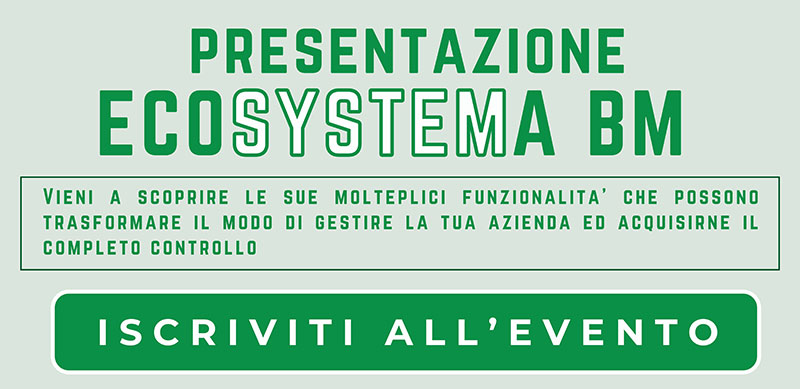 PRESENTAZIONE
ECOSYSTEMA BM
VIENI A SCOPRIRE LE SUE MOLTEPLICI FUNZIONALITA' CHE POSSONO
TRASFORMARE IL MODO DI GESTIRE LA TUA AZIENDA ED ACQUISIRNE IL
COMPLETO CONTROLLO
ISCRIVITI ALL'EVENTO